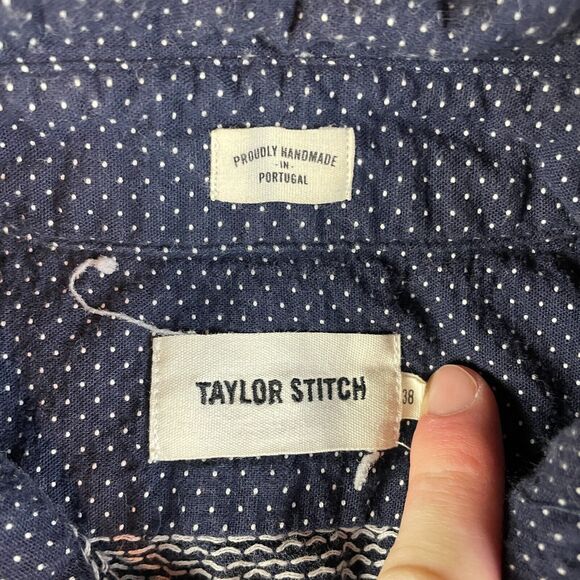 PROUDLY HANDMADE
-IN-
PORTUGAL
TAYLOR STITCH
38